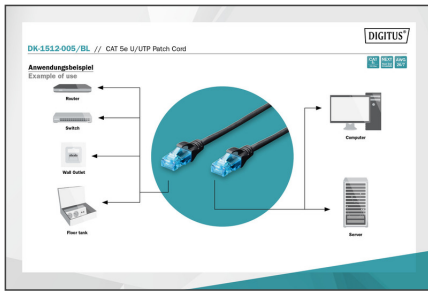 DIGITUS®
DK-1512-005/BL // CAT 5e U/UTP Patch Cord
Anwendungsbeispiel
Example of use
Router
Switch
Wall Outlet
Floor tank
Computer
Server